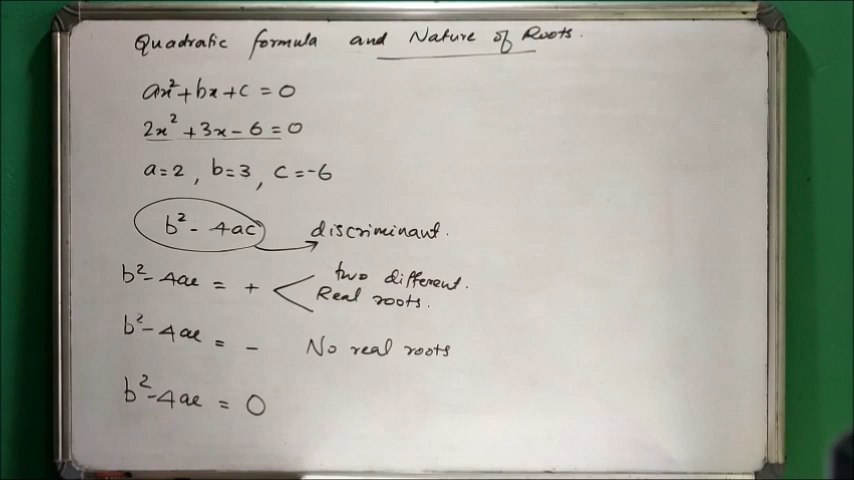 Quadratic formula and Nature of Roots.
ax²+bx+c=0
2x²+3x-6=0
a=2, b=3, c=-6
b²-4ac → discriminant.
b²-4ac = + < two different.
Real roots.
b²-4ac = - No real roots
b²-4ac = 0